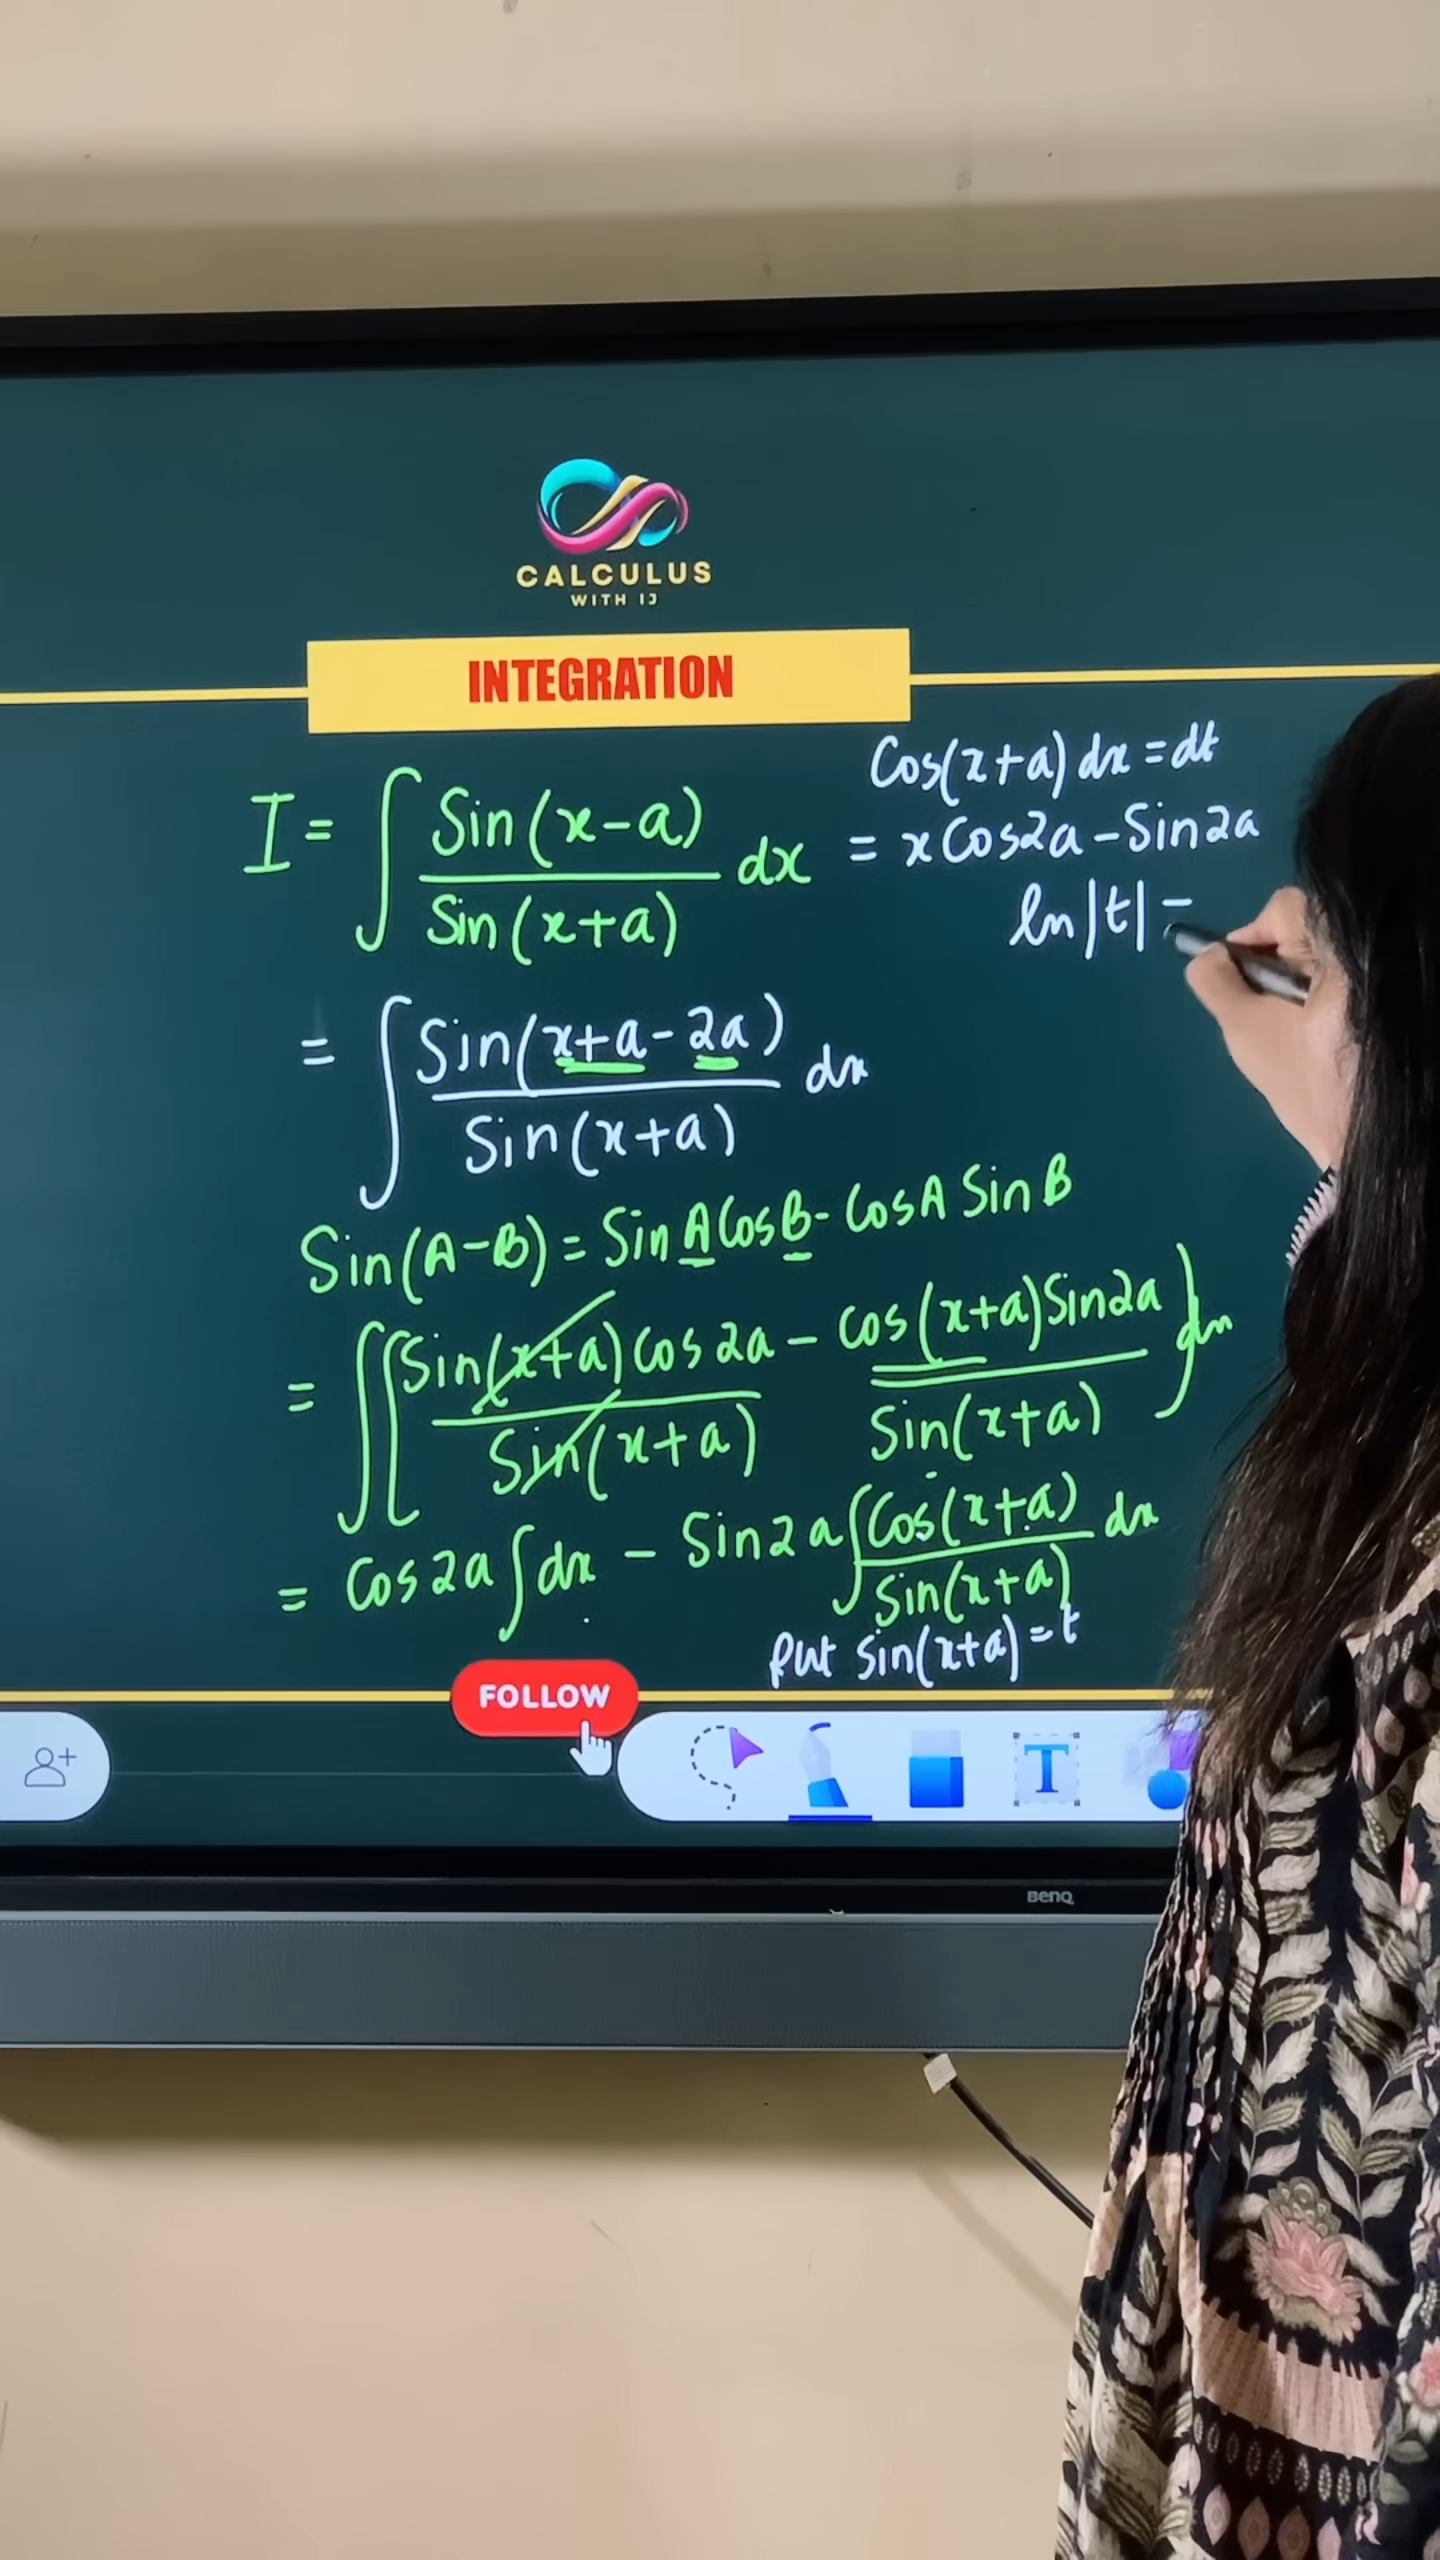 CALCULUS
WITH IJ
INTEGRATION
I = ∫ Sin(x-a) / Sin(x+a) dx
= ∫ Sin(x+a-2a) / Sin(x+a) dx
Sin(A-B) = Sin A Cos B - Cos A Sin B
= ∫[ Sin(x+a) Cos 2a / Sin(x+a) - Cos(x+a) Sin 2a / Sin(x+a) ] dx
= Cos 2a ∫ dx - Sin 2a ∫ Cos(x+a) / Sin(x+a) dx
Put Sin(x+a) = t
Cos(x+a) dx = dt
= x Cos2a - Sin2a
ln|t|
FOLLOW
T
BenQ